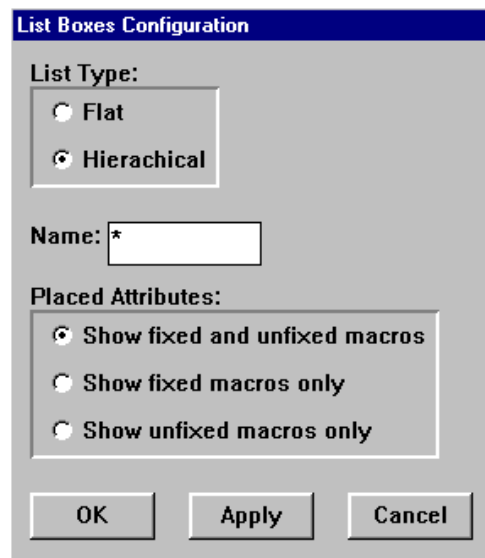 List Boxes Configuration
List Type:
Flat
Hierachical
Name: *
Placed Attributes:
Show fixed and unfixed macros
Show fixed macros only
Show unfixed macros only
OK Apply Cancel